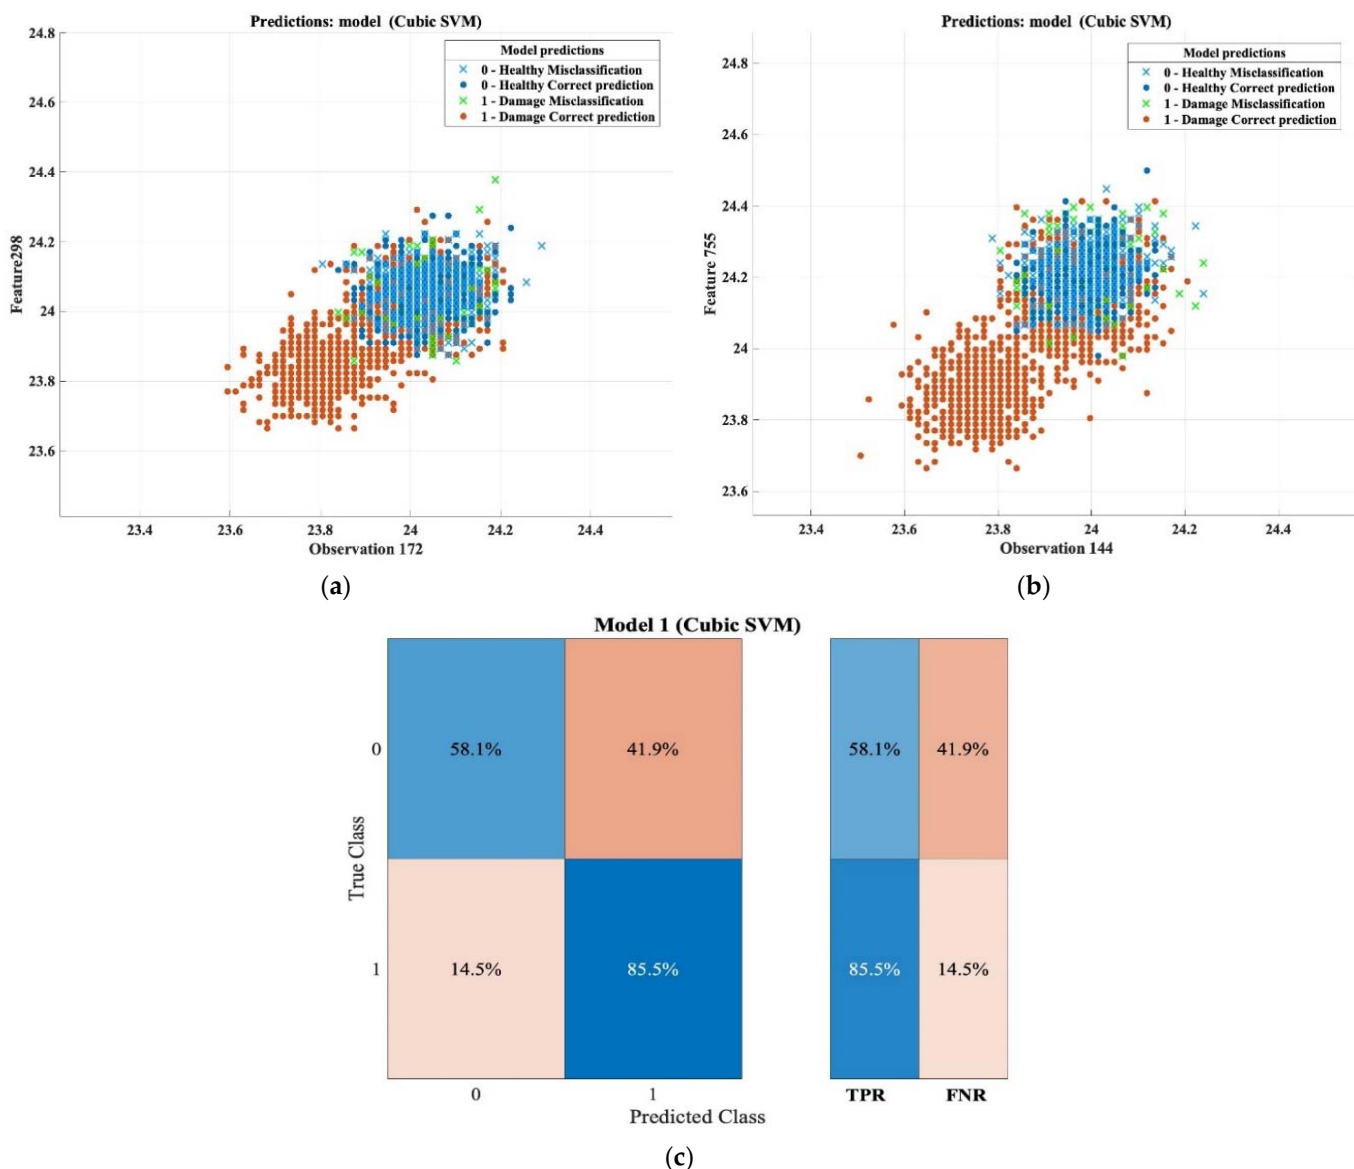 Predictions: model (Cubic SVM)
Model predictions
0 - Healthy Misclassification
0 - Healthy Correct prediction
1 - Damage Misclassification
1 - Damage Correct prediction
24.8
24.6
24.4
24.2
24
23.8
23.6
Feature298
23.4
23.6
23.8
24
24.2
24.4
Observation 172
(a)
Predictions: model (Cubic SVM)
Model predictions
0 - Healthy Misclassification
0 - Healthy Correct prediction
1 - Damage Misclassification
1 - Damage Correct prediction
24.8
24.6
24.4
24.2
24
23.8
23.6
Feature 755
23.4
23.6
23.8
24
24.2
24.4
Observation 144
(b)
Model 1 (Cubic SVM)
True Class
0
58.1%
41.9%
58.1%
41.9%
1
14.5%
85.5%
85.5%
14.5%
0
1
TPR
FNR
Predicted Class
(c)